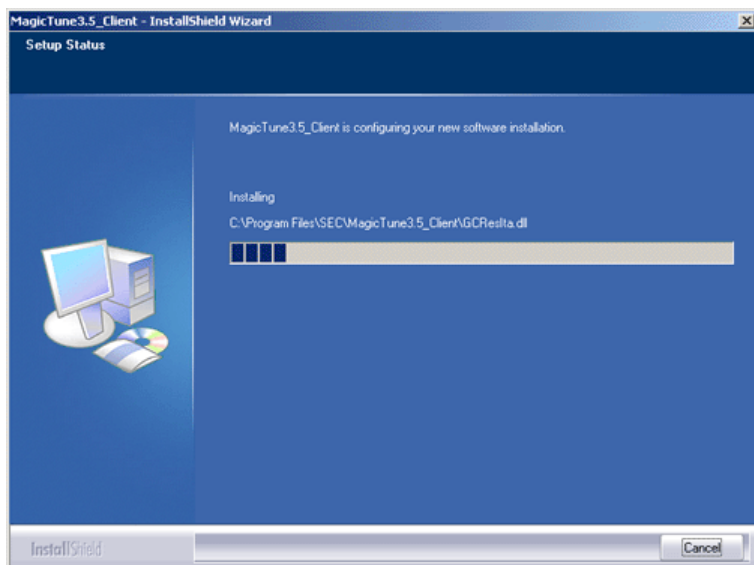 MagicTune3.5_Client - InstallShield Wizard
Setup Status
MagicTune3.5_Client is configuring your new software installation.
Installing
C:\Program Files\SEC\MagicTune3.5_Client\GCResIta.dll
InstallShield
Cancel